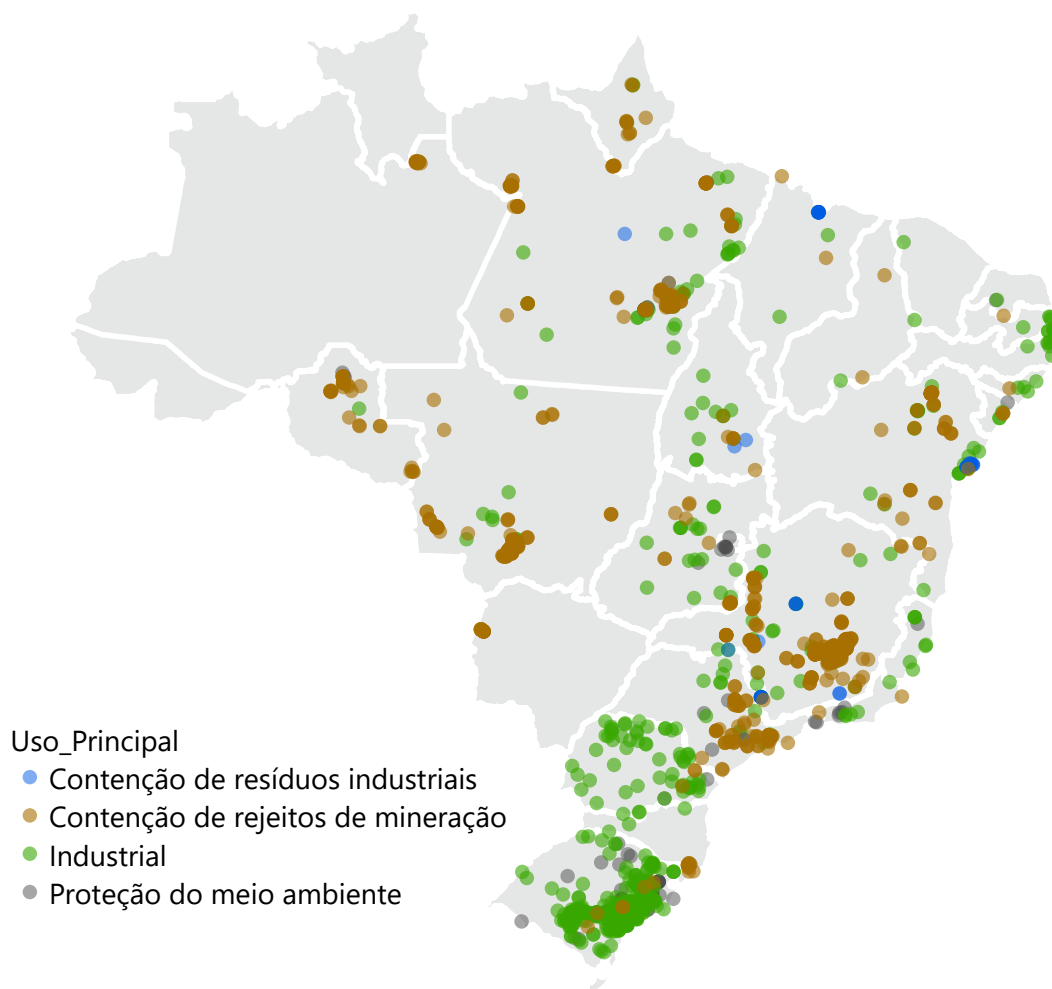 Uso_Principal
Contenção de resíduos industriais
Contenção de rejeitos de mineração
Industrial
Proteção do meio ambiente